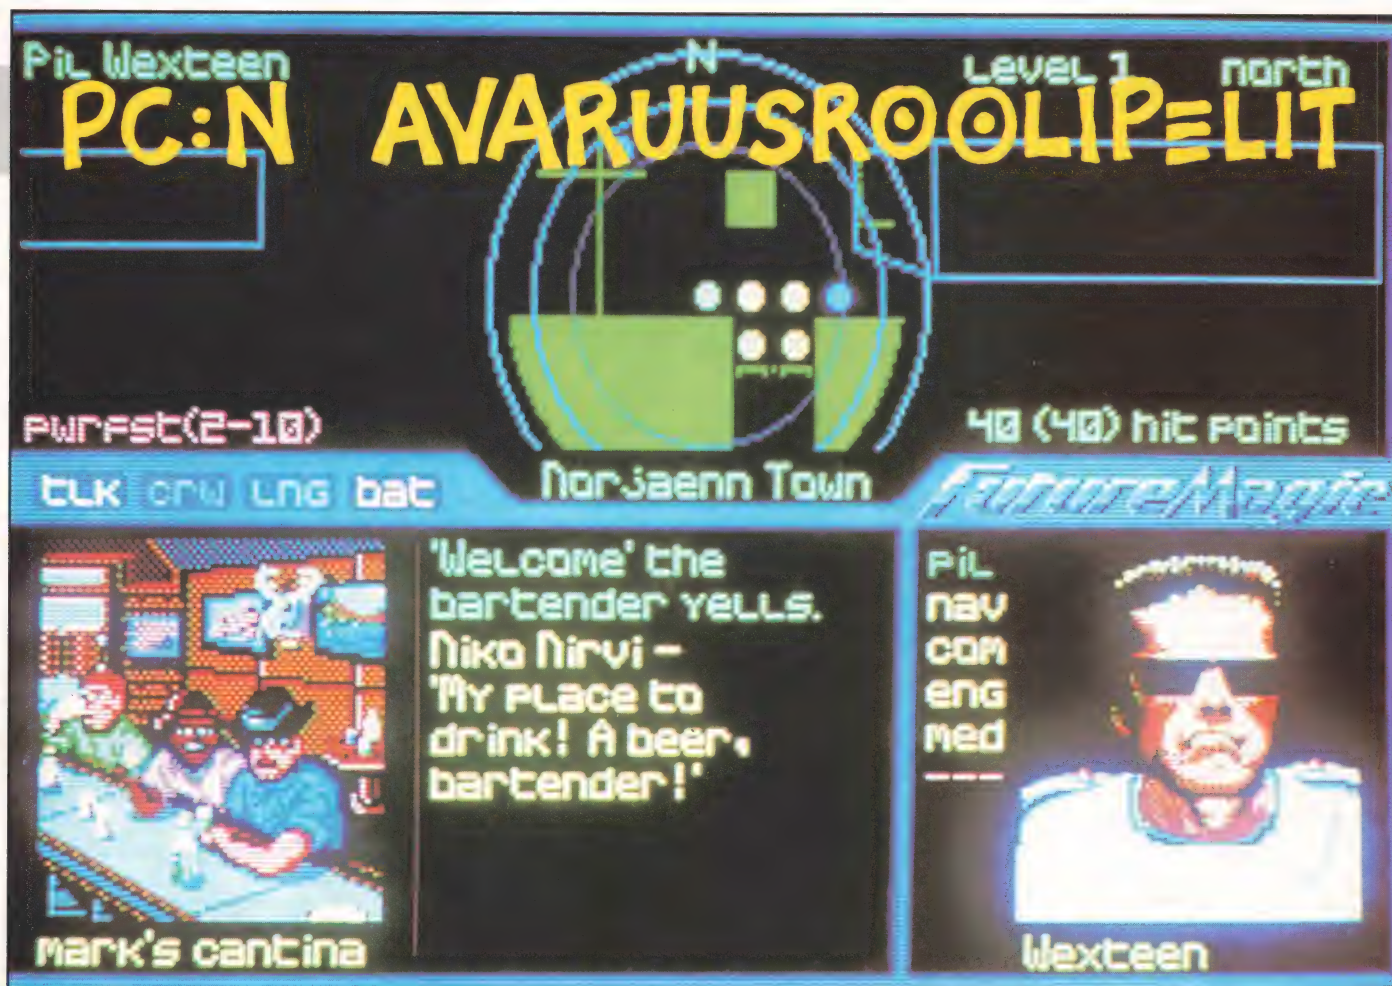 Pil Wexteen
N
Level 1 north
PC:N AVARUUSROOLIPELIT
pwrfst(2-10)
40 (40) hit points
Norjaenn Town
tlk crw lng bat
FutureMagic
'Welcome' the
bartender yells.
Niko Nirvi -
'My place to
drink! A beer,
bartender!'
mark's cantina
pil
nav
com
eng
med
---
Wexteen